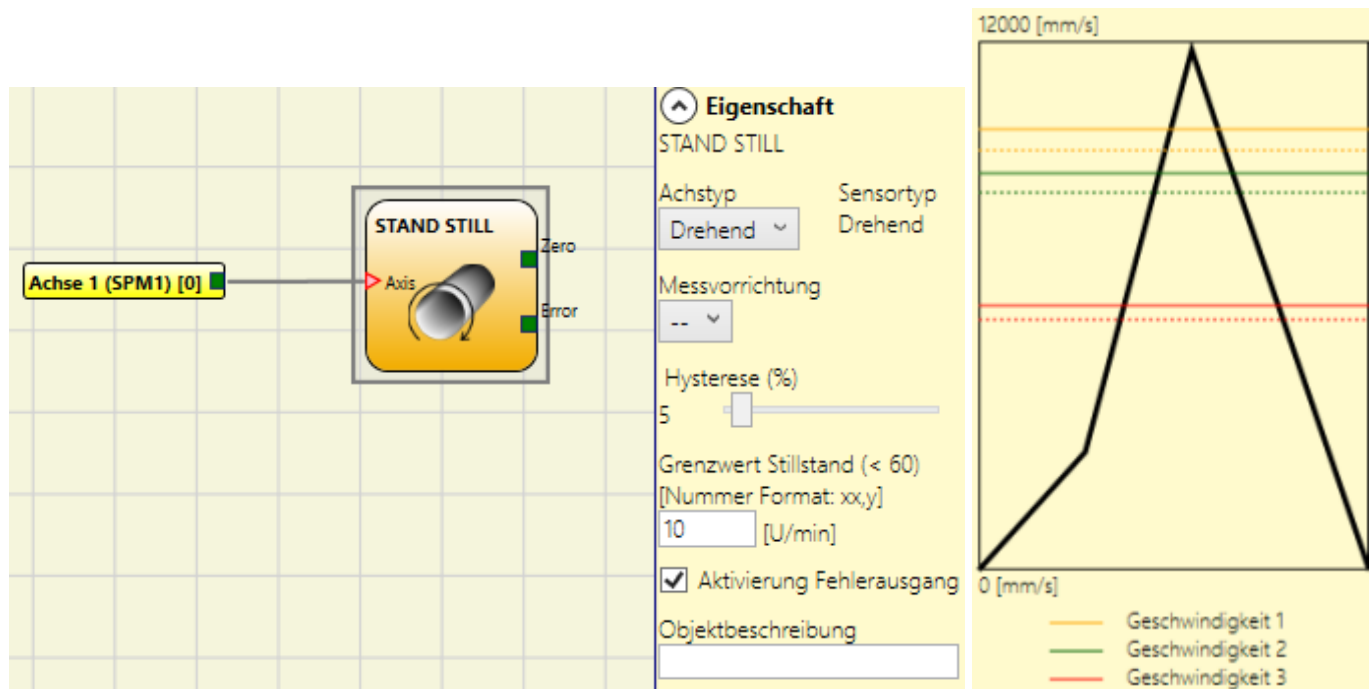 Achse 1 (SPM1) [0]
STAND STILL
Axis
Zero
Error
Eigenschaft
STAND STILL
Achstyp
Sensortyp
Drehend
Drehend
Messvorrichtung
--
Hysterese (%)
5
Grenzwert Stillstand (< 60)
[Nummer Format: xx,y]
10 [U/min]
Aktivierung Fehlerausgang
Objektbeschreibung
12000 [mm/s]
0 [mm/s]
Geschwindigkeit 1
Geschwindigkeit 2
Geschwindigkeit 3